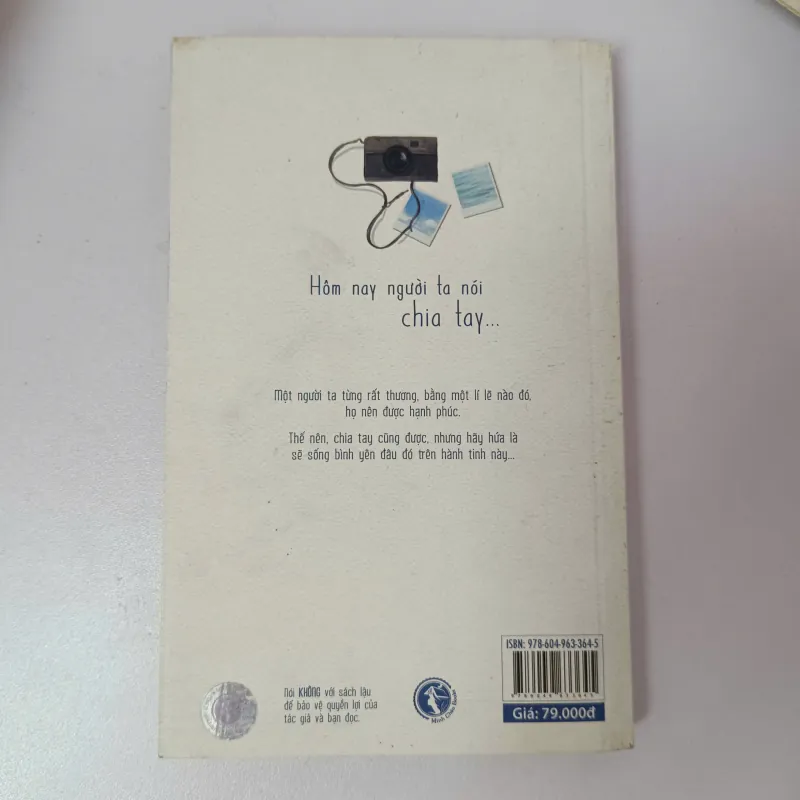 Hôm nay người ta nói
chia tay...
Một người ta từng rất thương, bằng một lí lẽ nào đó,
họ nên được hạnh phúc.
Thế nên, chia tay cũng được, nhưng hãy hứa là
sẽ sống bình yên đâu đó trên hành tinh này...
ISBN: 978-604-963-364-5
Nói KHÔNG với sách lậu
để bảo vệ quyền lợi của
tác giả và bạn đọc.
Minh Châu Books
Giá: 79.000đ